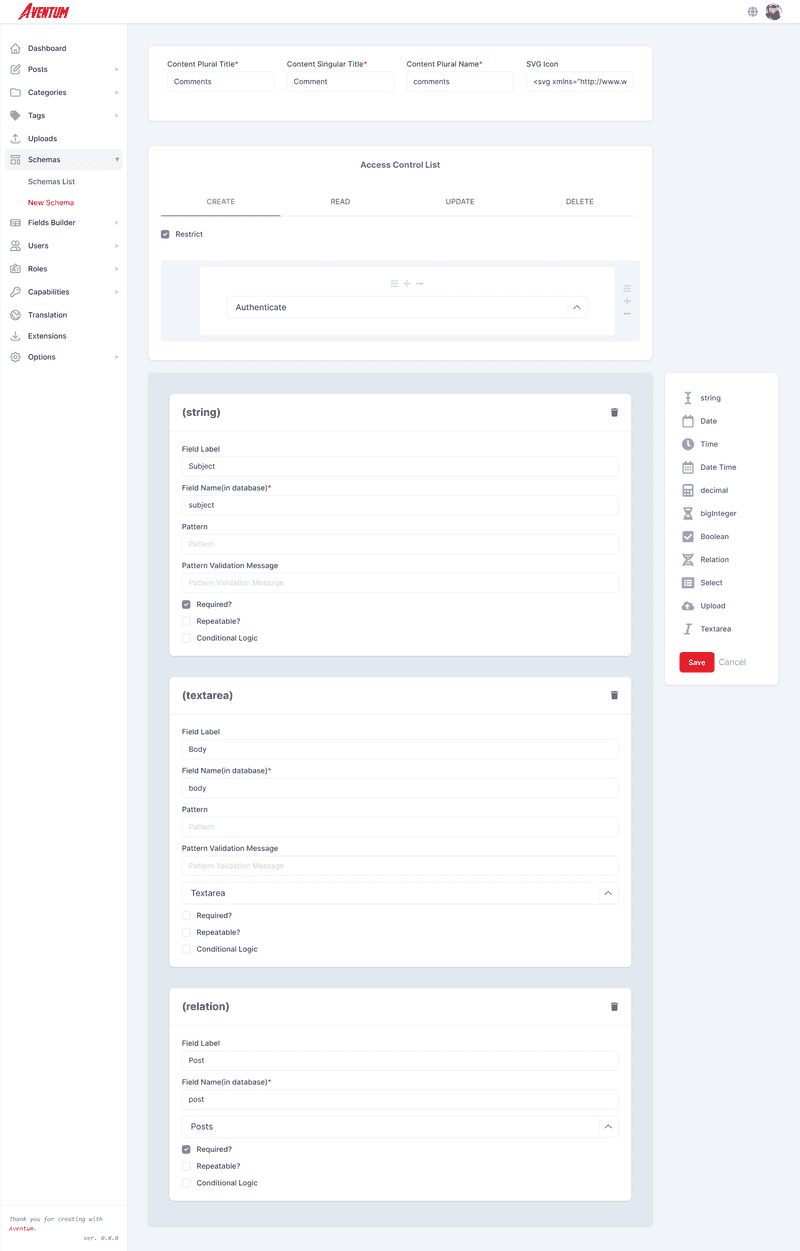 AVENTUM
Dashboard
Posts
Categories
Tags
Uploads
Schemas
Schemas List
New Schema
Fields Builder
Users
Roles
Capabilities
Translation
Extensions
Options
Thank you for creating with
Aventum.
ver. 0.0.0
Content Plural Title*
Content Singular Title*
Content Plural Name*
SVG Icon
Comments
Comment
comments
<svg xmlns="http://www.w
Access Control List
CREATE
READ
UPDATE
DELETE
Restrict
Authenticate
(string)
Field Label
Subject
Field Name(in database)*
subject
Pattern
Pattern
Pattern Validation Message
Pattern Validation Message
Required?
Repeatable?
Conditional Logic
(textarea)
Field Label
Body
Field Name(in database)*
body
Pattern
Pattern
Pattern Validation Message
Pattern Validation Message
Textarea
Required?
Repeatable?
Conditional Logic
(relation)
Field Label
Post
Field Name(in database)*
post
Posts
Required?
Repeatable?
Conditional Logic
string
Date
Time
Date Time
decimal
bigInteger
Boolean
Relation
Select
Upload
Textarea
Save
Cancel